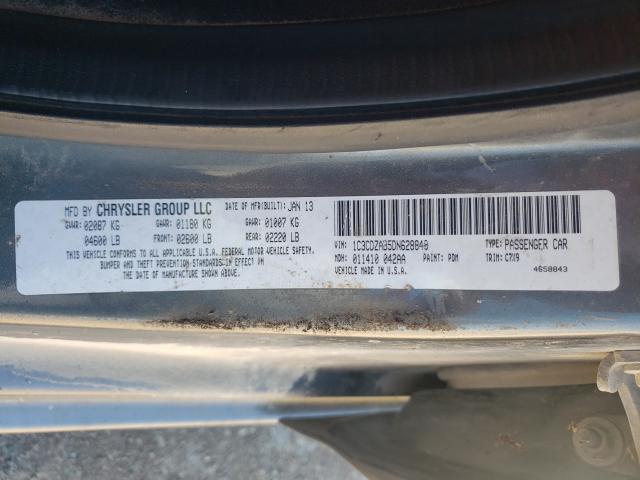 MFD BY CHRYSLER GROUP LLC DATE OF MFR(BUILT): JAN 13
GVWR: 02087 KG GAWR: 01180 KG GAWR: 01007 KG
04600 LB FRONT: 02600 LB REAR: 02220 LB
THIS VEHICLE CONFORMS TO ALL APPLICABLE U.S.A. FEDERAL MOTOR VEHICLE SAFETY,
BUMPER AND THEFT PREVENTION STANDARDS IN EFFECT ON
THE DATE OF MANUFACTURE SHOWN ABOVE.
VIN: 1C3CDZAB5DN628840 TYPE: PASSENGER CAR
MDH: 011410 042AA PAINT: PDM TRIM: C7X9
VEHICLE MADE IN U.S.A. 4658843